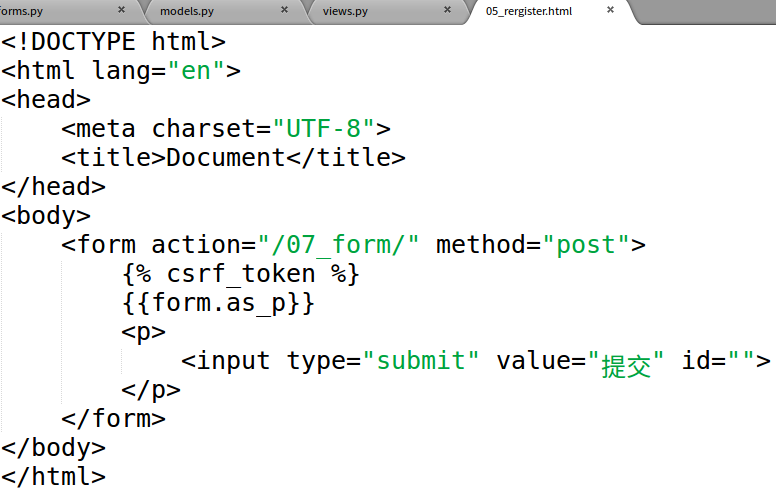 forms.py × models.py × views.py × 05_rergister.html ×
<!DOCTYPE html>
<html lang="en">
<head>
    <meta charset="UTF-8">
    <title>Document</title>
</head>
<body>
    <form action="/07_form/" method="post">
        {% csrf_token %}
        {{form.as_p}}
        <p>
            <input type="submit" value="提交" id="">
        </p>
    </form>
</body>
</html>